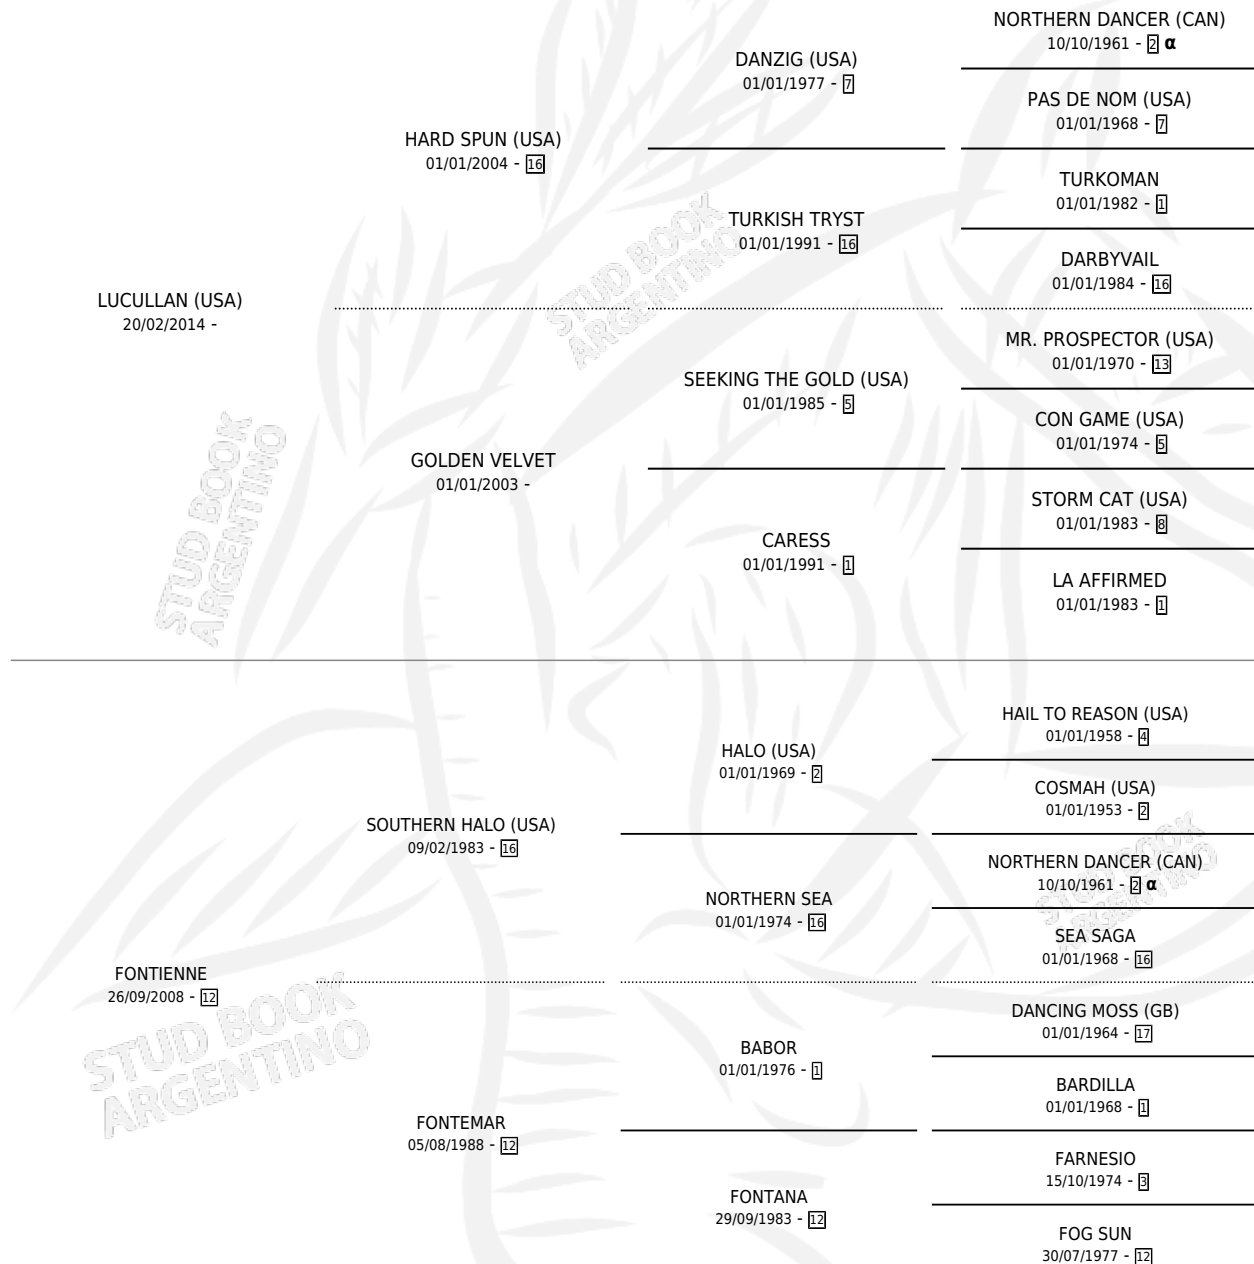 NORTHERN DANCER (CAN)
10/10/1961 - 2 α
DANZIG (USA)
01/01/1977 - 7
PAS DE NOM (USA)
01/01/1968 - 7
HARD SPUN (USA)
01/01/2004 - 16
TURKOMAN
01/01/1982 - 1
TURKISH TRYST
01/01/1991 - 16
DARBYVAIL
01/01/1984 - 16
LUCULLAN (USA)
20/02/2014 -
MR. PROSPECTOR (USA)
01/01/1970 - 13
SEEKING THE GOLD (USA)
01/01/1985 - 5
CON GAME (USA)
01/01/1974 - 5
GOLDEN VELVET
01/01/2003 -
STORM CAT (USA)
01/01/1983 - 8
CARESS
01/01/1991 - 1
LA AFFIRMED
01/01/1983 - 1
HAIL TO REASON (USA)
01/01/1958 - 4
HALO (USA)
01/01/1969 - 2
COSMAH (USA)
01/01/1953 - 2
SOUTHERN HALO (USA)
09/02/1983 - 16
NORTHERN DANCER (CAN)
10/10/1961 - 2 α
NORTHERN SEA
01/01/1974 - 16
SEA SAGA
01/01/1968 - 16
FONTIENNE
26/09/2008 - 12
DANCING MOSS (GB)
01/01/1964 - 17
BABOR
01/01/1976 - 1
BARDILLA
01/01/1968 - 1
FONTEMAR
05/08/1988 - 12
FARNESIO
15/10/1974 - 3
FONTANA
29/09/1983 - 12
FOG SUN
30/07/1977 - 12
STUD BOOK
ARGENTINO
STUD BOOK
ARGENTINO
STUD BOOK
ARGENTINO
STUD BOOK
ARGENTINO